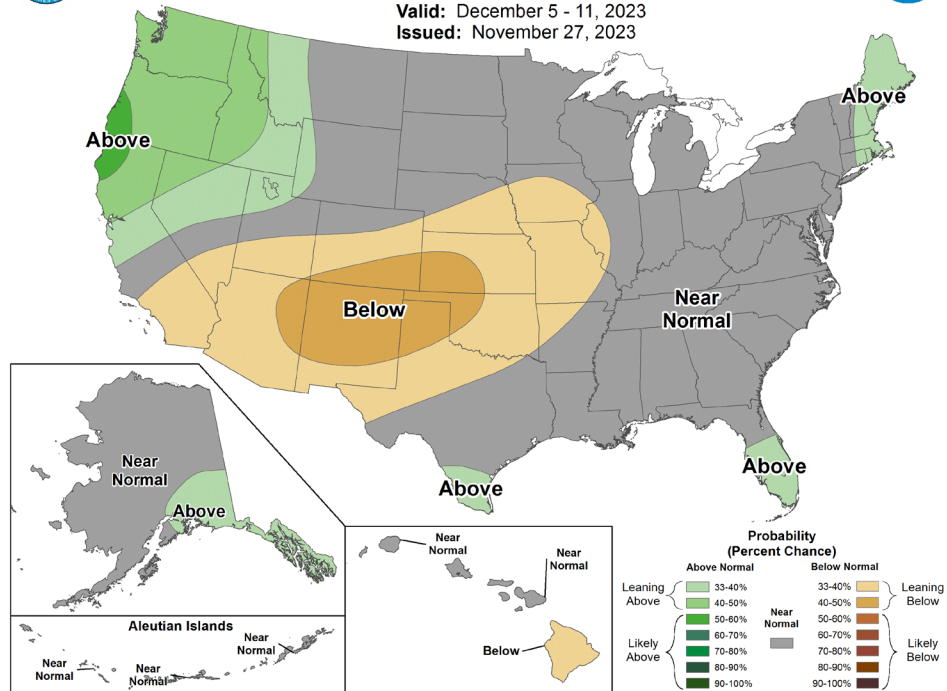 Valid: December 5 - 11, 2023
Issued: November 27, 2023
Above
Above
Below
Near
Normal
Above
Above
Near
Normal
Above
Near
Normal
Near
Normal
Below
Aleutian Islands
Near
Normal
Near
Normal
Near
Normal
Probability
(Percent Chance)
Above Normal
Below Normal
Leaning
Above
33-40%
40-50%
33-40%
40-50%
Leaning
Below
Near
Normal
Likely
Above
50-60%
60-70%
70-80%
80-90%
90-100%
50-60%
60-70%
70-80%
80-90%
90-100%
Likely
Below